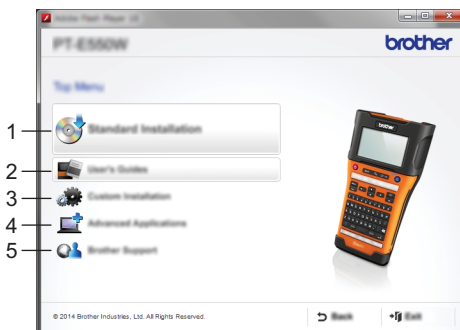 Adobe Flash Player
PT-E550W
brother
Top Menu
1
Standard Installation
2
User's Guides
3
Custom Installation
4
Advanced Applications
5
Brother Support
brother
© 2014 Brother Industries, Ltd. All Rights Reserved.
Back
Exit